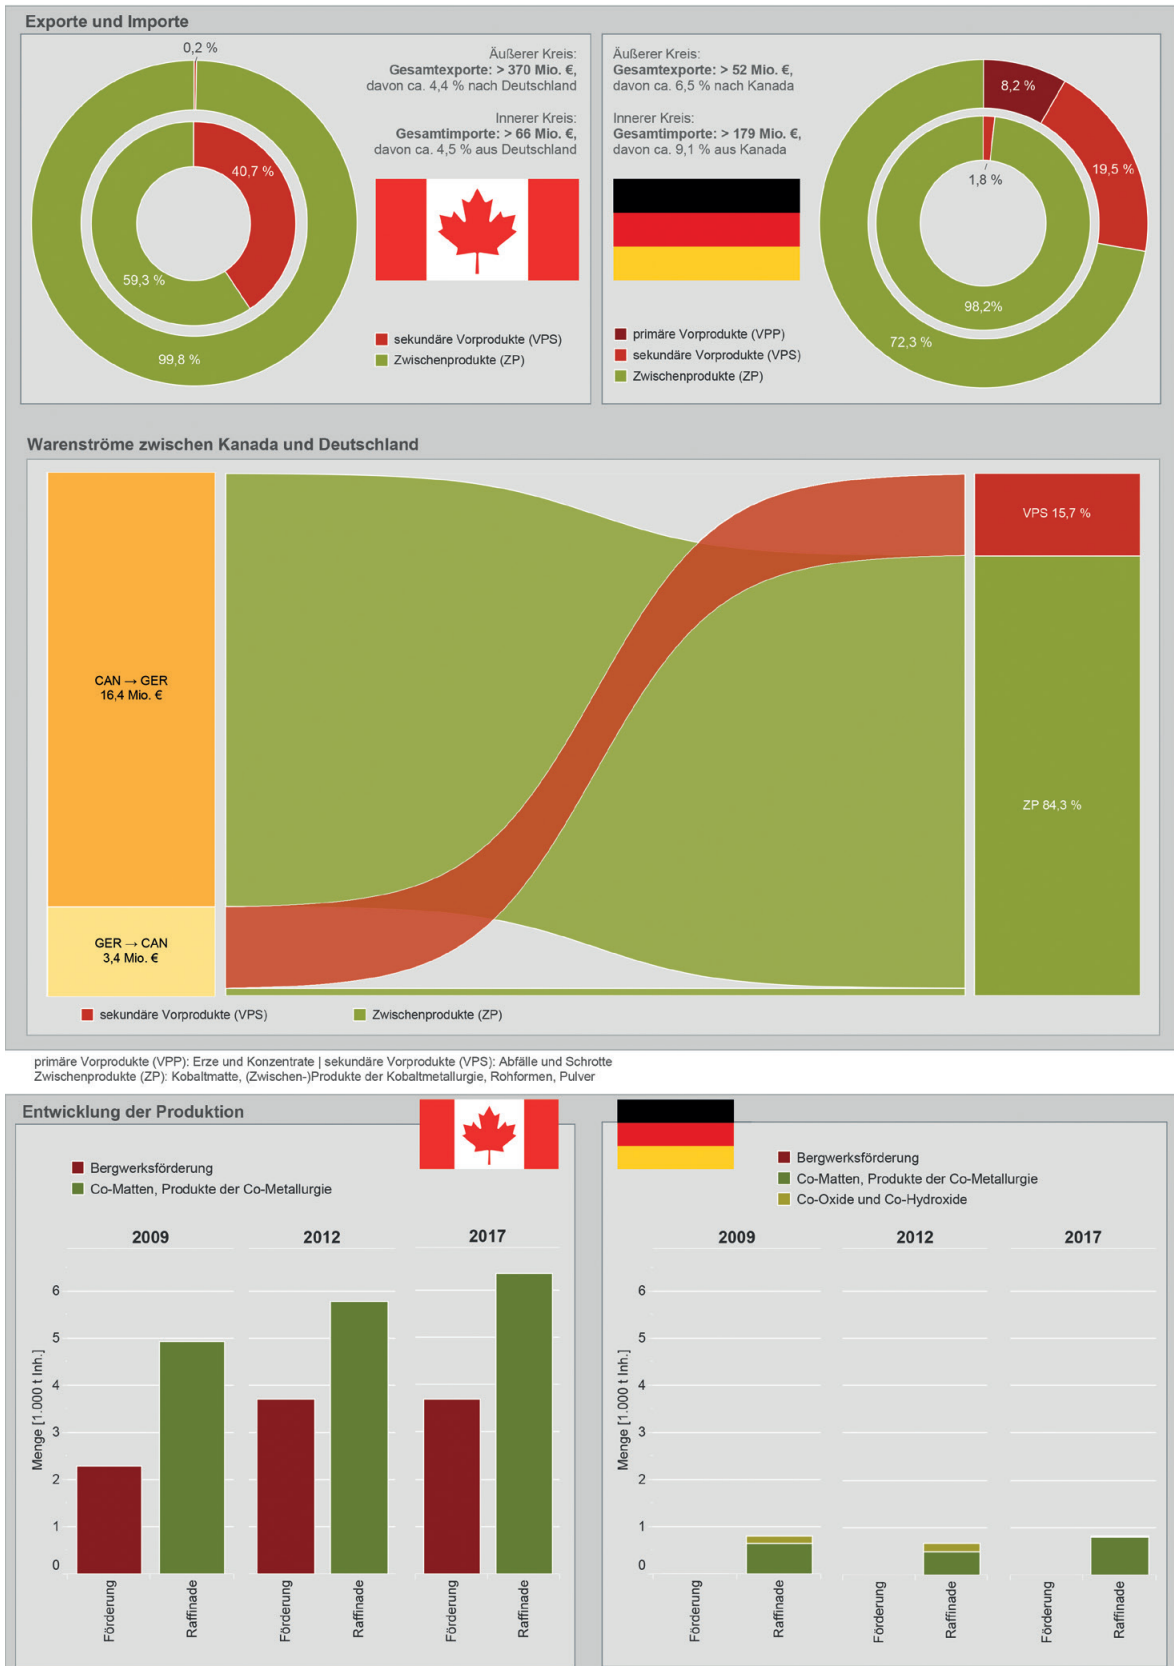 Exporte und Importe
0,2 %
40,7 %
59,3 %
99,8 %
Äußerer Kreis:
Gesamtexporte: > 370 Mio. €,
davon ca. 4,4 % nach Deutschland
Innerer Kreis:
Gesamtimporte: > 66 Mio. €,
davon ca. 4,5 % aus Deutschland
sekundäre Vorprodukte (VPS)
Zwischenprodukte (ZP)
Äußerer Kreis:
Gesamtexporte: > 52 Mio. €,
davon ca. 6,5 % nach Kanada
Innerer Kreis:
Gesamtimporte: > 179 Mio. €,
davon ca. 9,1 % aus Kanada
primäre Vorprodukte (VPP)
sekundäre Vorprodukte (VPS)
Zwischenprodukte (ZP)
8,2 %
19,5 %
1,8 %
98,2%
72,3 %
Warenströme zwischen Kanada und Deutschland
CAN → GER
16,4 Mio. €
GER → CAN
3,4 Mio. €
VPS 15,7 %
ZP 84,3 %
sekundäre Vorprodukte (VPS)
Zwischenprodukte (ZP)
primäre Vorprodukte (VPP): Erze und Konzentrate | sekundäre Vorprodukte (VPS): Abfälle und Schrotte
Zwischenprodukte (ZP): Kobaltmatte, (Zwischen-)Produkte der Kobaltmetallurgie, Rohformen, Pulver
Entwicklung der Produktion
Bergwerksförderung
Co-Matten, Produkte der Co-Metallurgie
2009
2012
2017
Menge [1.000 t Inh.]
6
5
4
3
2
1
0
Förderung
Raffinade
Förderung
Raffinade
Förderung
Raffinade
Bergwerksförderung
Co-Matten, Produkte der Co-Metallurgie
Co-Oxide und Co-Hydroxide
2009
2012
2017
Menge [1.000 t Inh.]
6
5
4
3
2
1
0
Förderung
Raffinade
Förderung
Raffinade
Förderung
Raffinade